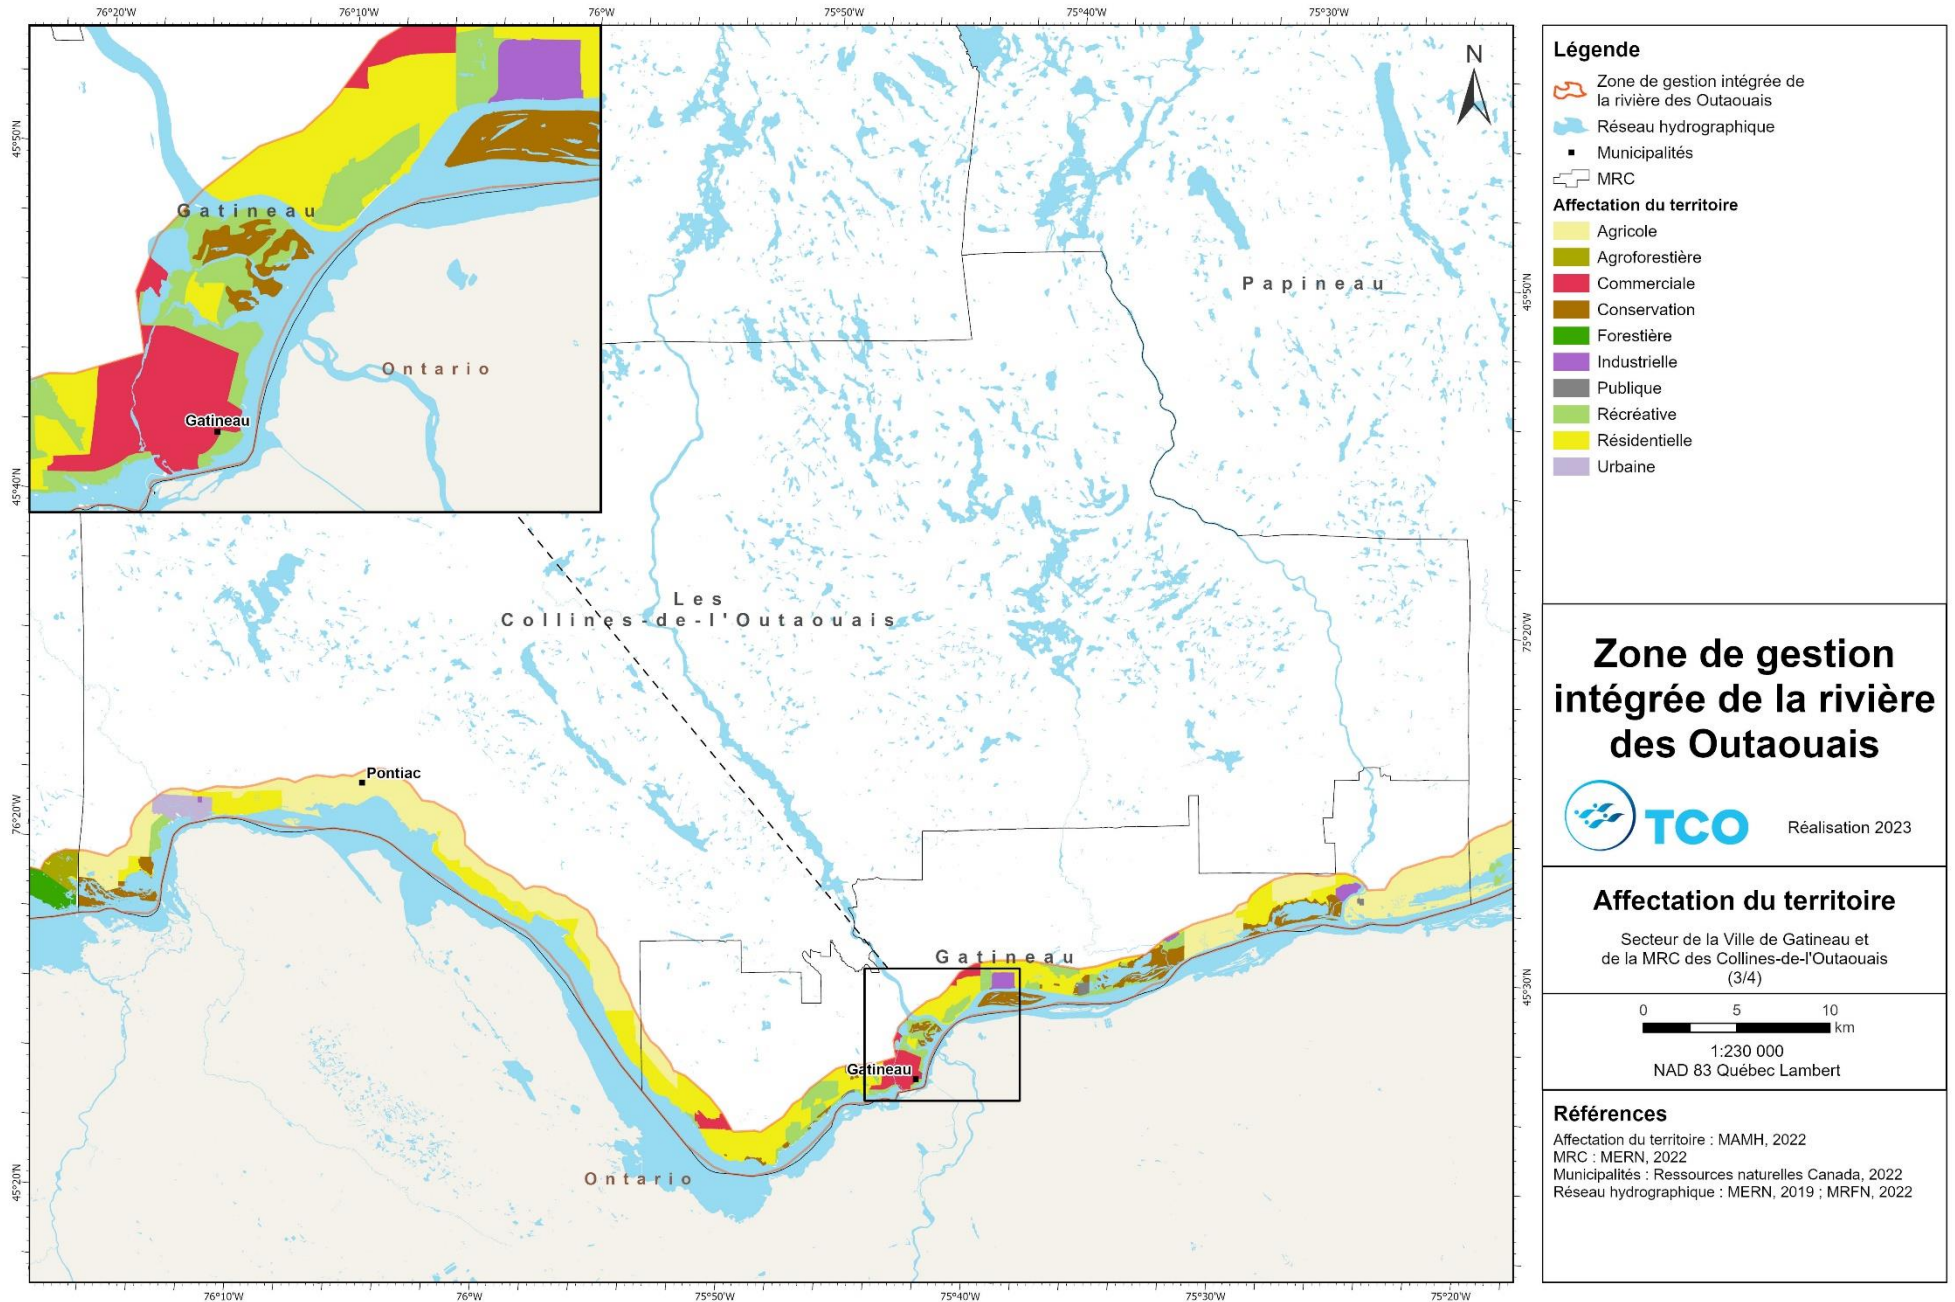 76°20'W
76°10'W
76°W
75°50'W
75°40'W
75°30'W
45°50'N
45°40'N
76°20'W
45°20'N
45°50'N
75°20'W
45°30'N
76°10'W
76°W
75°50'W
75°40'W
75°30'W
75°20'W
Gatineau
Ontario
Gatineau
N
Papineau
Les
Collines-de-l'Outaouais
Pontiac
Gatineau
Gatineau
Ontario
Légende
Zone de gestion intégrée de
la rivière des Outaouais
Réseau hydrographique
Municipalités
MRC
Affectation du territoire
Agricole
Agroforestière
Commerciale
Conservation
Forestière
Industrielle
Publique
Récréative
Résidentielle
Urbaine
Zone de gestion
intégrée de la rivière
des Outaouais
TCO
Réalisation 2023
Affectation du territoire
Secteur de la Ville de Gatineau et
de la MRC des Collines-de-l'Outaouais
(3/4)
0 5 10
km
1:230 000
NAD 83 Québec Lambert
Références
Affectation du territoire : MAMH, 2022
MRC : MERN, 2022
Municipalités : Ressources naturelles Canada, 2022
Réseau hydrographique : MERN, 2019 ; MRFN, 2022